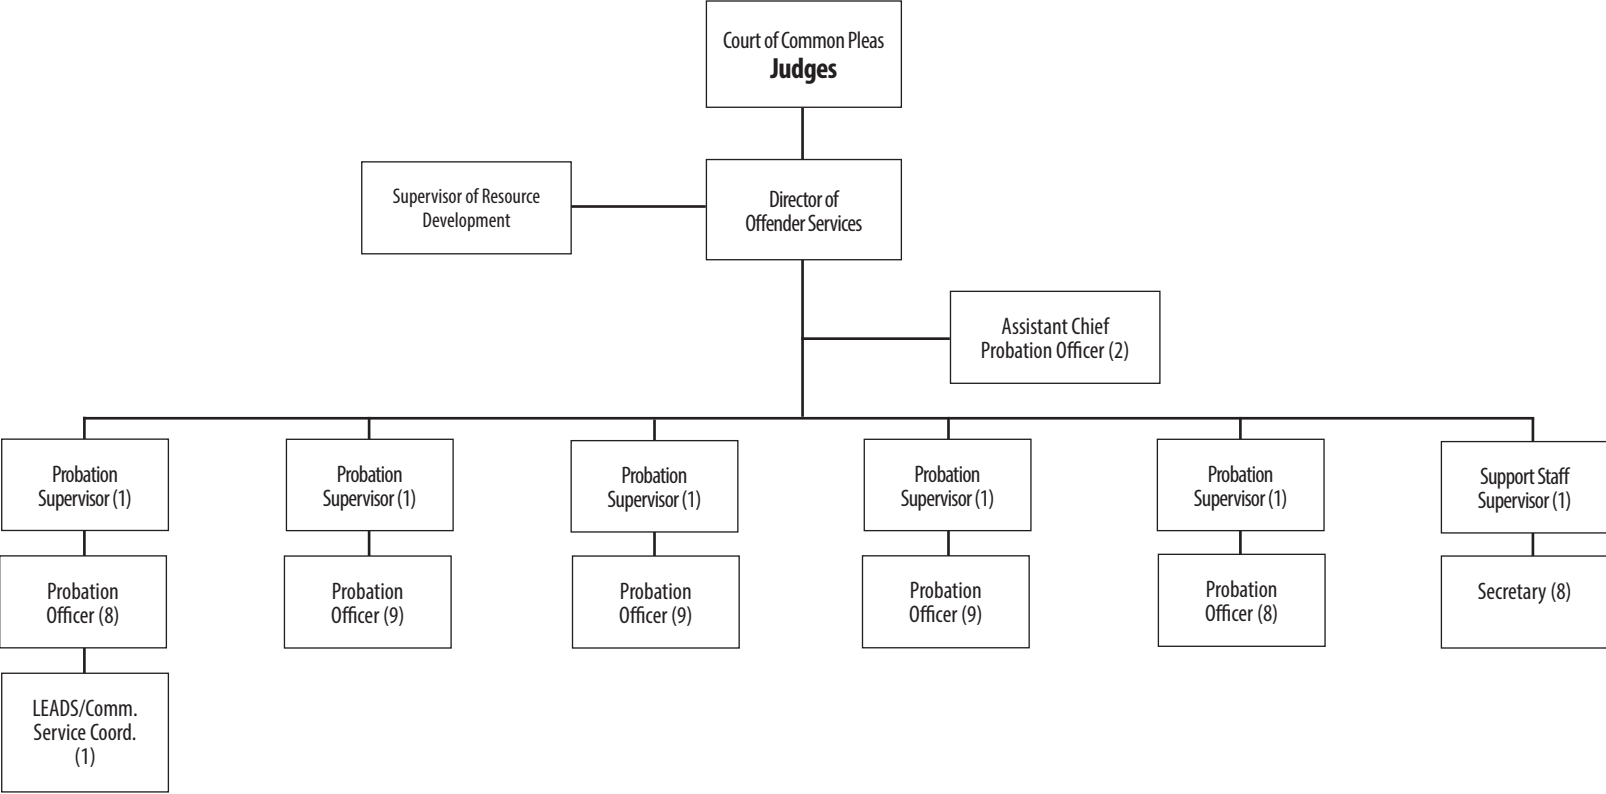 Court of Common Pleas
Judges
Supervisor of Resource
Development
Director of
Offender Services
Assistant Chief
Probation Officer (2)
Probation
Supervisor (1)
Probation
Supervisor (1)
Probation
Supervisor (1)
Probation
Supervisor (1)
Probation
Supervisor (1)
Support Staff
Supervisor (1)
Probation
Officer (8)
Probation
Officer (9)
Probation
Officer (9)
Probation
Officer (9)
Probation
Officer (8)
Secretary (8)
LEADS/Comm.
Service Coord.
(1)